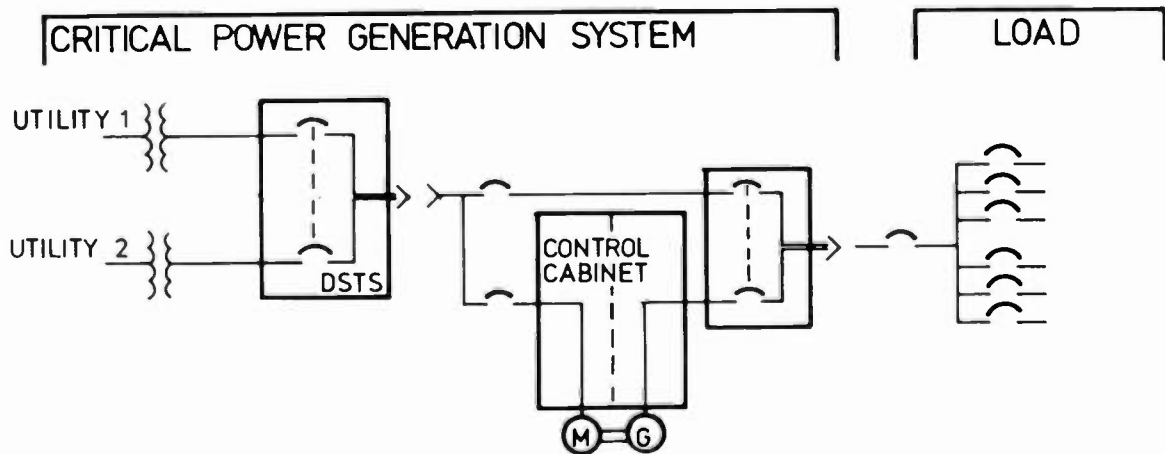 CRITICAL POWER GENERATION SYSTEM
LOAD
UTILITY 1
UTILITY 2
DSTS
CONTROL
CABINET
M
G